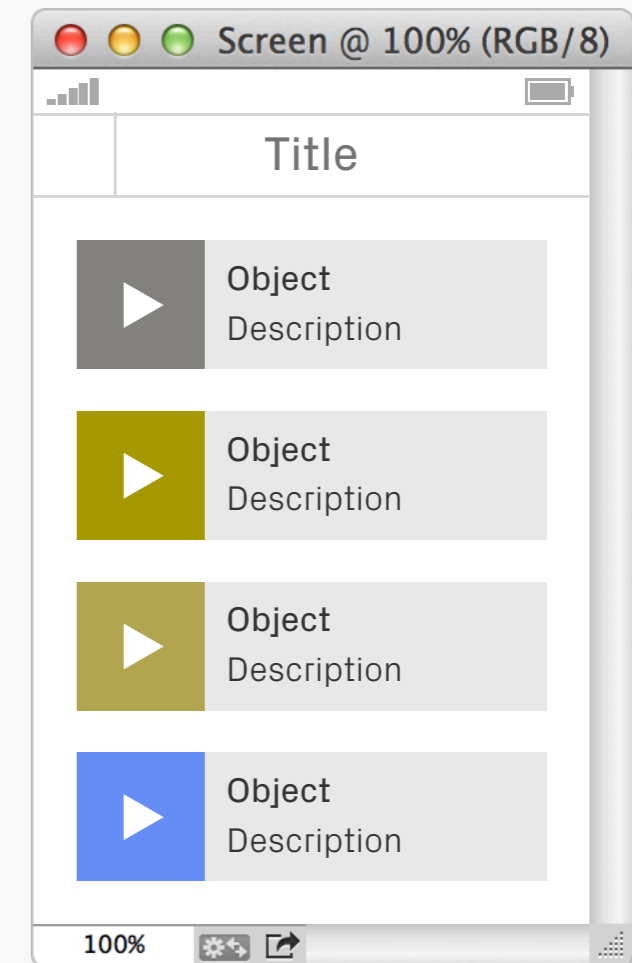 Screen @ 100% (RGB/8)
Title
Object
Description
Object
Description
Object
Description
Object
Description
100%